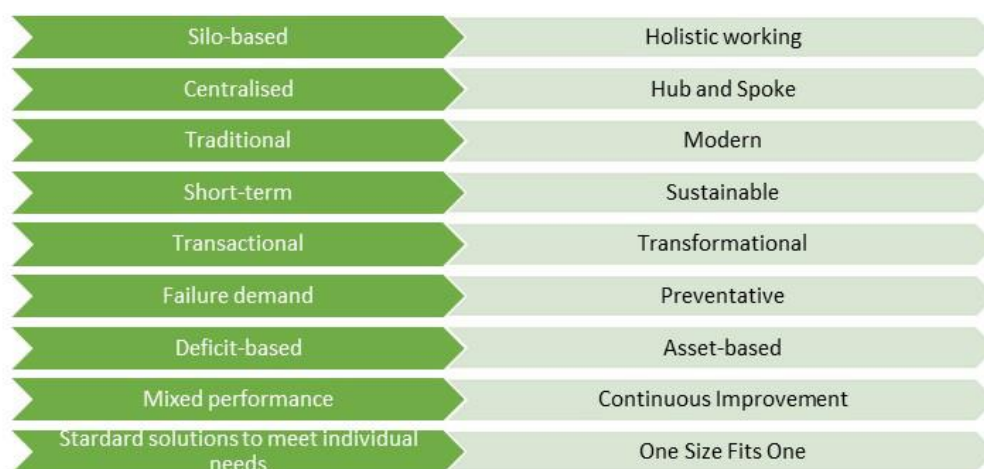 Silo-based
Holistic working
Centralised
Hub and Spoke
Traditional
Modern
Short-term
Sustainable
Transactional
Transformational
Failure demand
Preventative
Deficit-based
Asset-based
Mixed performance
Continuous Improvement
Stardard solutions to meet individual
needs
One Size Fits One